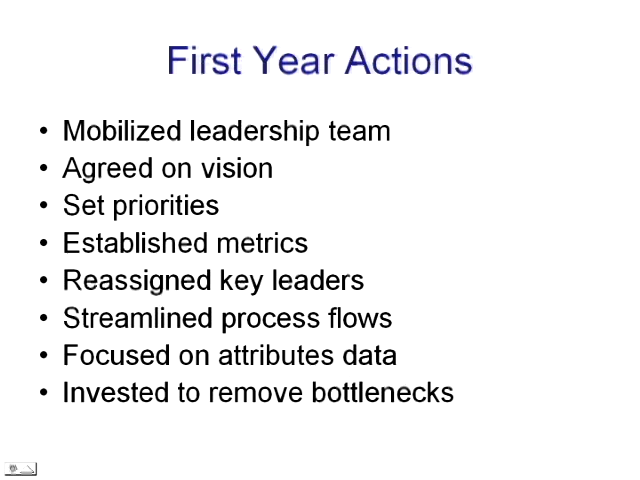 First Year Actions
• Mobilized leadership team
• Agreed on vision
• Set priorities
• Established metrics
• Reassigned key leaders
• Streamlined process flows
• Focused on attributes data
• Invested to remove bottlenecks